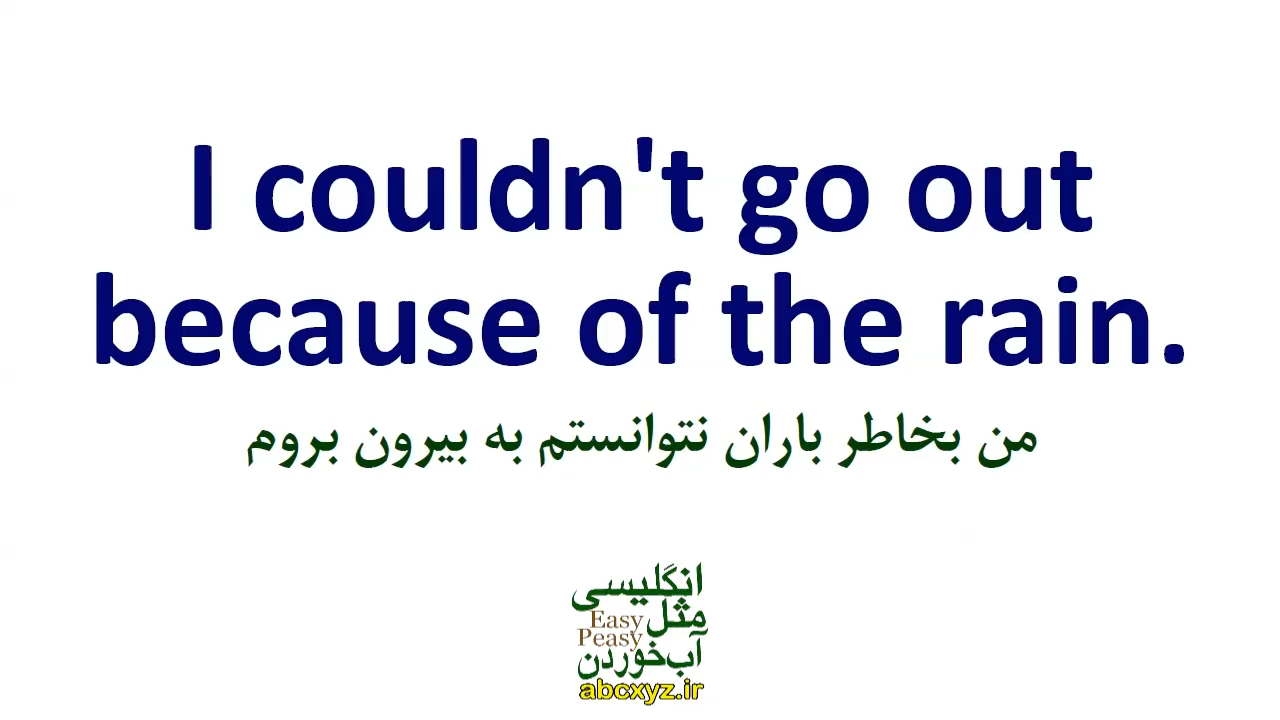 I couldn't go out
because of the rain.
من بخاطر باران نتوانستم به بیرون بروم
انگلیسی
مثل Easy
Peasy
آب‌خوردن
abcxyz.ir